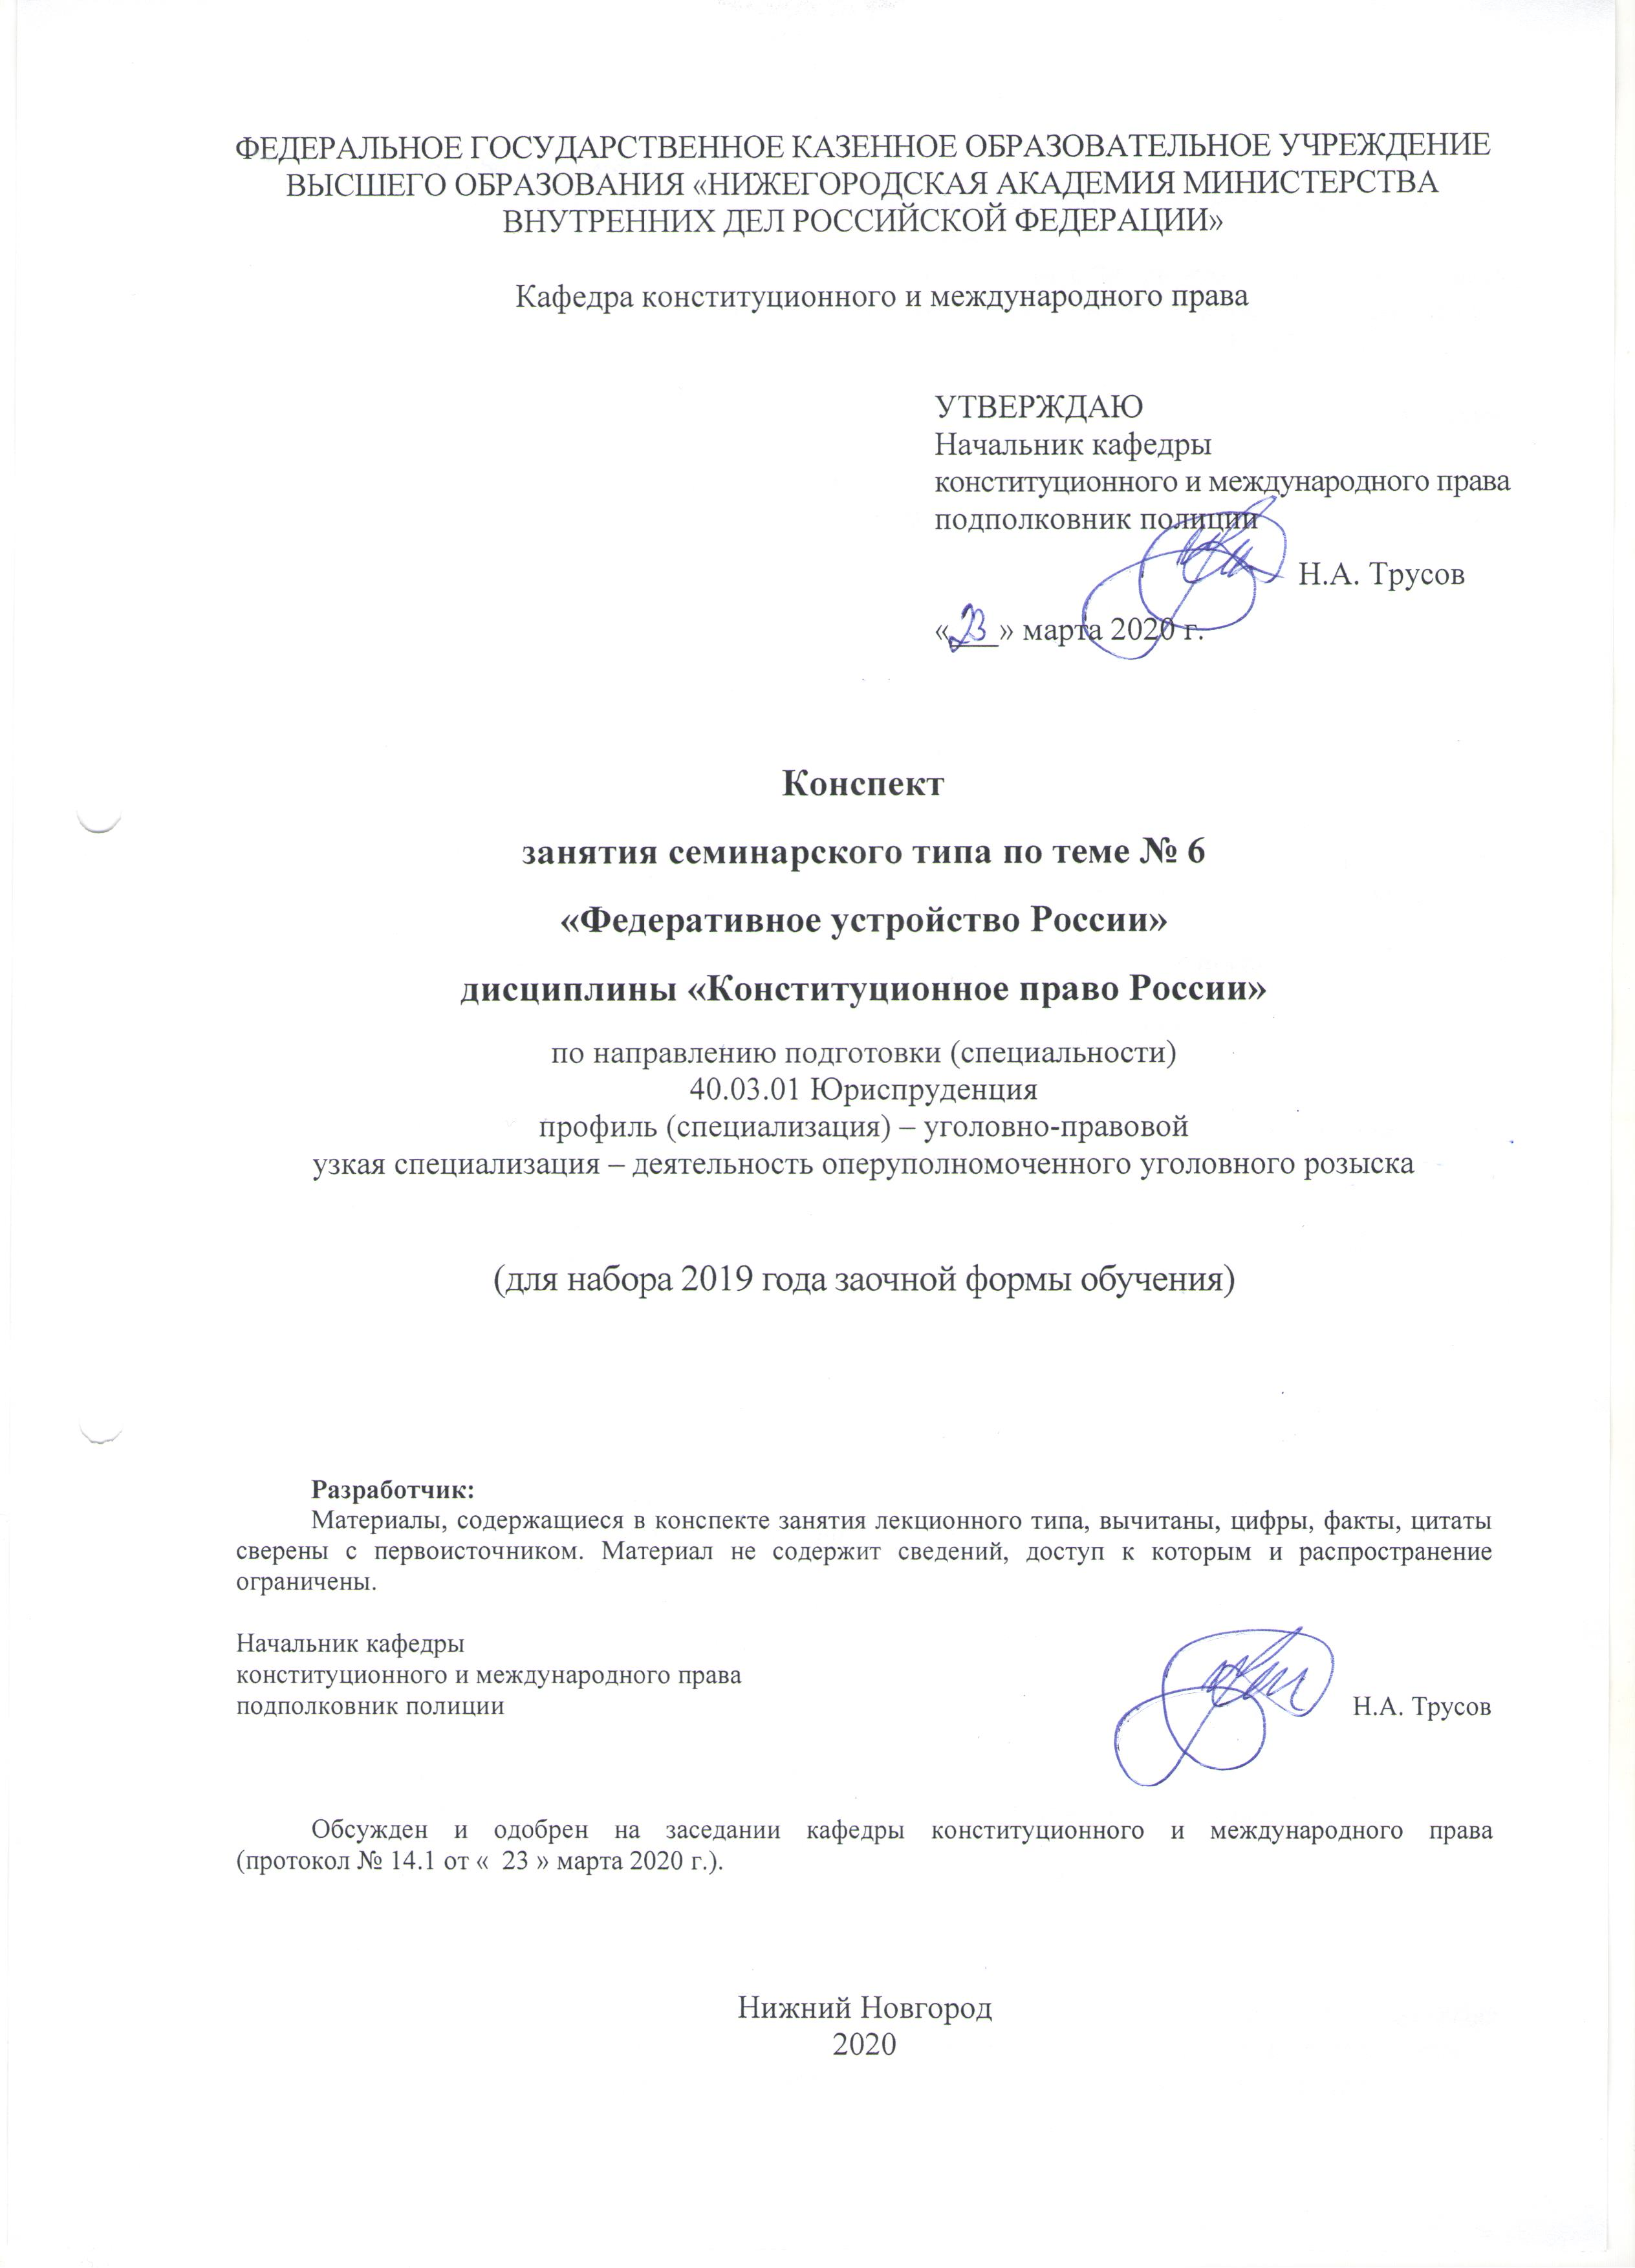 ФЕДЕРАЛЬНОЕ ГОСУДАРСТВЕННОЕ КАЗЕННОЕ ОБРАЗОВАТЕЛЬНОЕ УЧРЕЖДЕНИЕ
ВЫСШЕГО ОБРАЗОВАНИЯ «НИЖЕГОРОДСКАЯ АКАДЕМИЯ МИНИСТЕРСТВА
ВНУТРЕННИХ ДЕЛ РОССИЙСКОЙ ФЕДЕРАЦИИ»
Кафедра конституционного и международного права
УТВЕРЖДАЮ
Начальник кафедры
конституционного и международного права
подполковник полиции
Н.А. Трусов
«23» марта 2020 г.
Конспект
занятия семинарского типа по теме № 6
«Федеративное устройство России»
дисциплины «Конституционное право России»
по направлению подготовки (специальности)
40.03.01 Юриспруденция
профиль (специализация) – уголовно-правовой
узкая специализация – деятельность оперуполномоченного уголовного розыска
(для набора 2019 года заочной формы обучения)
Разработчик:
Материалы, содержащиеся в конспекте занятия лекционного типа, вычитаны, цифры, факты, цитаты
сверены с первоисточником. Материал не содержит сведений, доступ к которым и распространение
ограничены.
Начальник кафедры
конституционного и международного права
подполковник полиции Н.А. Трусов
Обсужден и одобрен на заседании кафедры конституционного и международного права
(протокол № 14.1 от « 23 » марта 2020 г.).
Нижний Новгород
2020